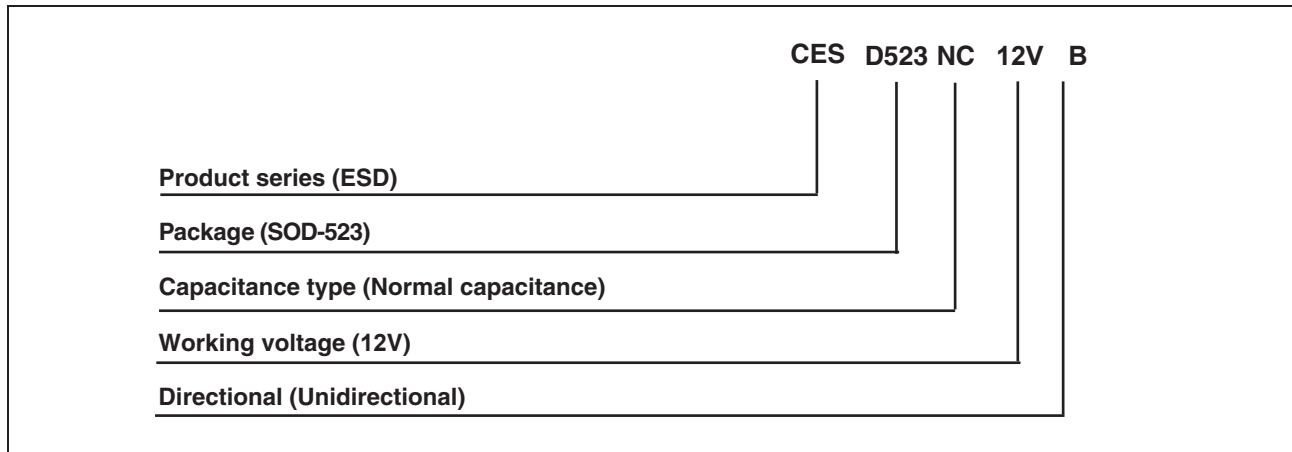 CES D523 NC 12V B
Product series (ESD)
Package (SOD-523)
Capacitance type (Normal capacitance)
Working voltage (12V)
Directional (Unidirectional)